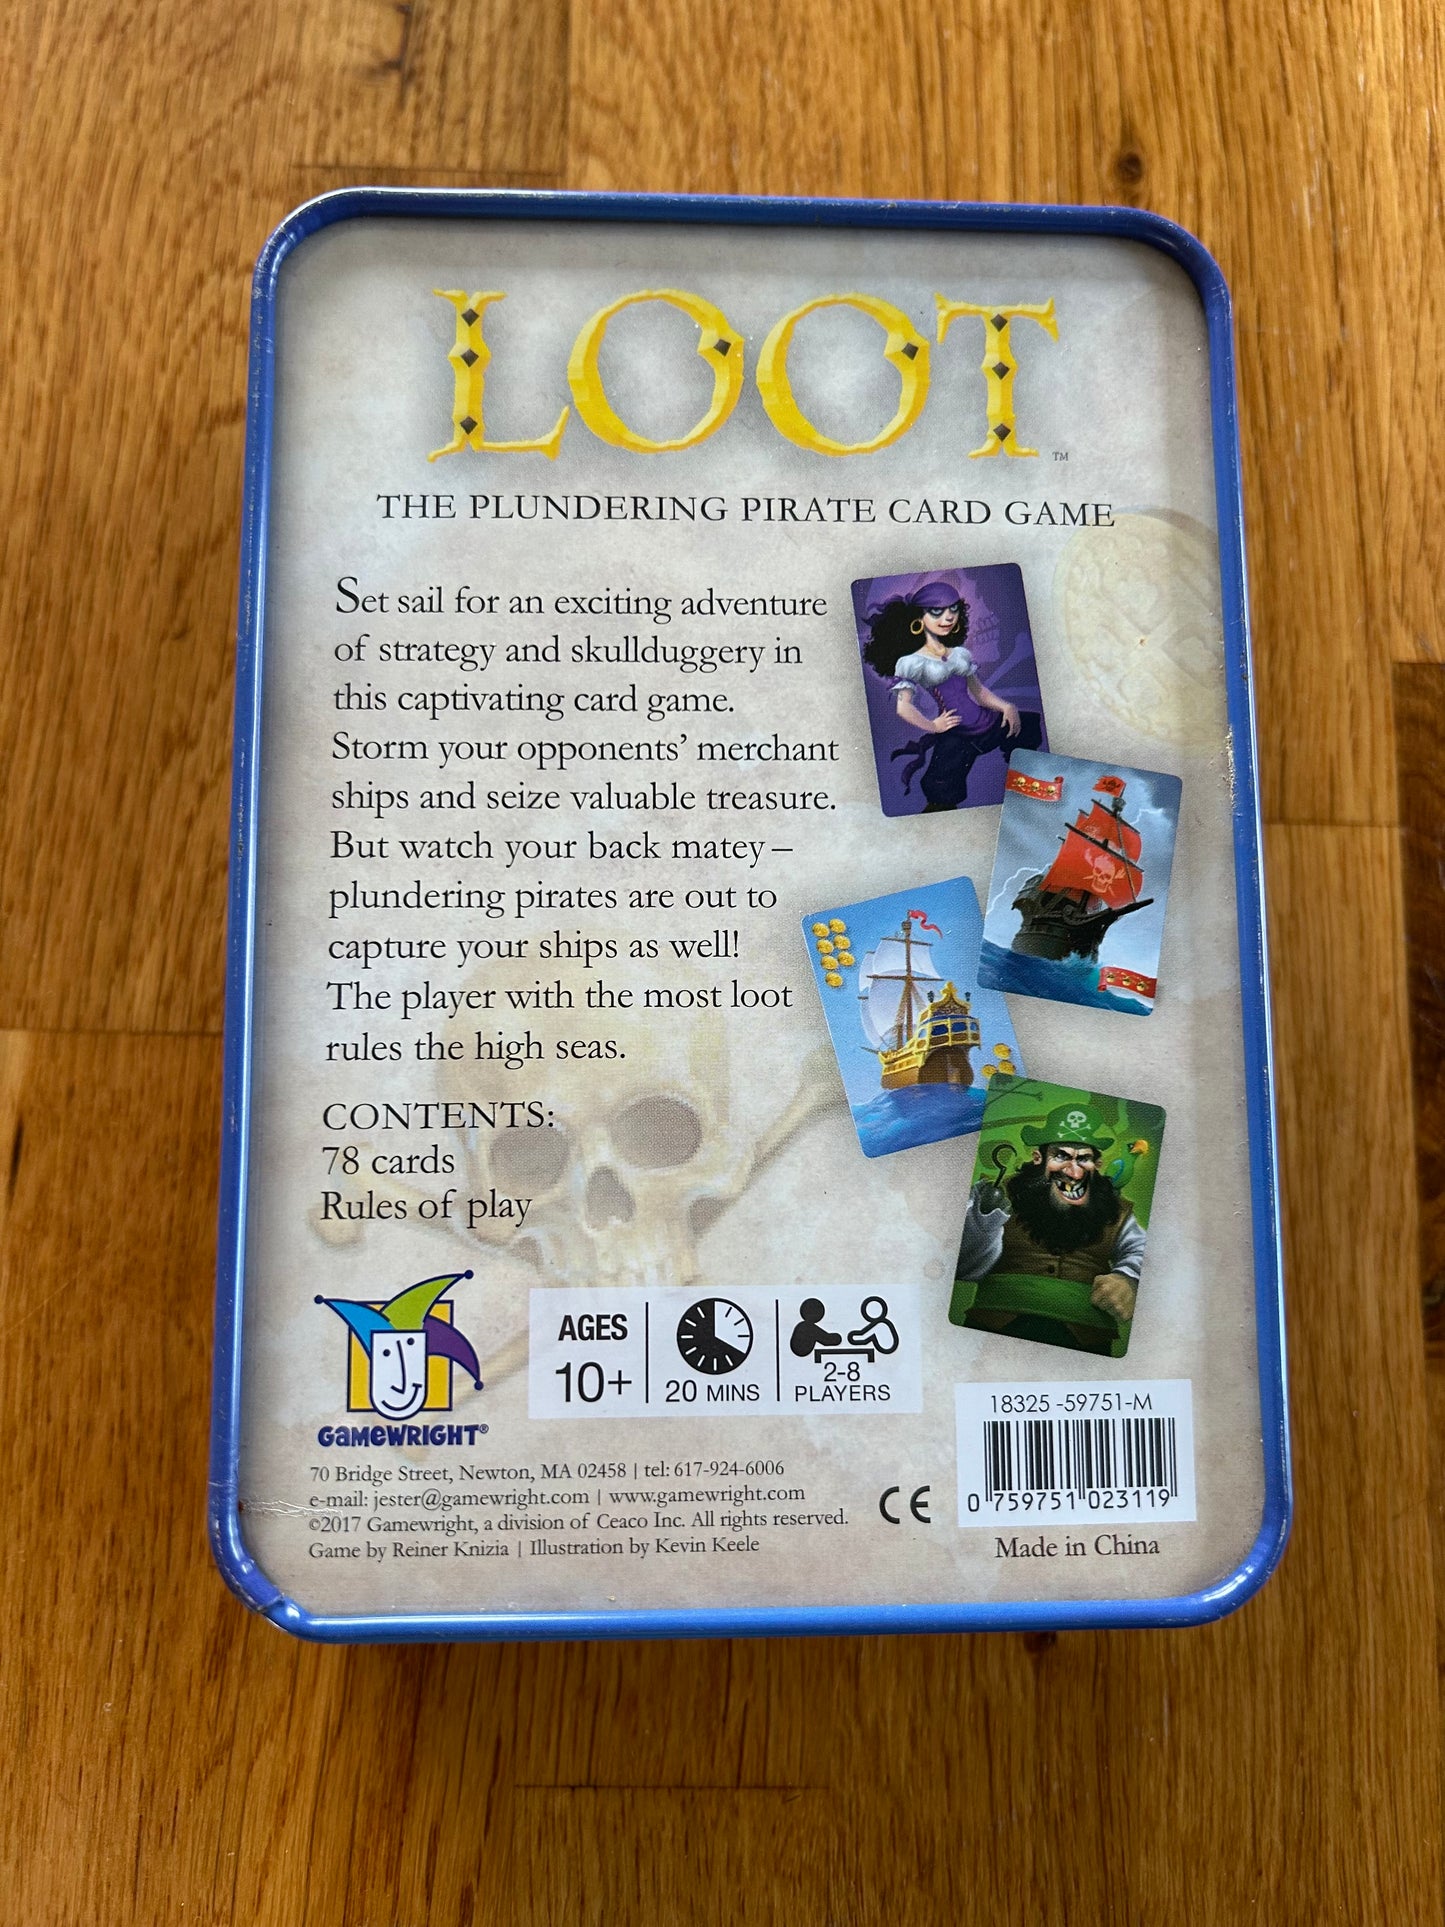 LOOT™
THE PLUNDERING PIRATE CARD GAME
Set sail for an exciting adventure
of strategy and skullduggery in
this captivating card game.
Storm your opponents' merchant
ships and seize valuable treasure.
But watch your back matey–
plundering pirates are out to
capture your ships as well!
The player with the most loot
rules the high seas.
CONTENTS:
78 cards
Rules of play
GAMEWRIGHT®
AGES
10+
20 MINS
2-8
PLAYERS
70 Bridge Street, Newton, MA 02458 | tel: 617-924-6006
e-mail: jester@gamewright.com | www.gamewright.com
©2017 Gamewright, a division of Ceaco Inc. All rights reserved.
Game by Reiner Knizia | Illustration by Kevin Keele
CE
18325 -59751-M
0 759751 023119
Made in China